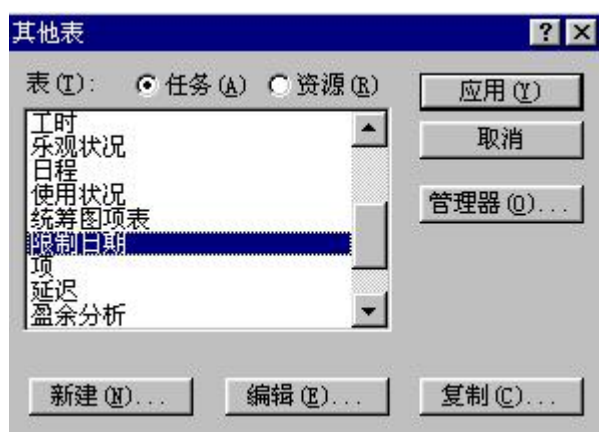 其他表
表(T): 任务(A) 资源(R)
应用(Y)
取消
管理器(O)...
工时
乐观状况
日程
使用状况
统筹图项表
限制日期
项
延迟
盈余分析
新建(N)... 编辑(E)... 复制(C)...